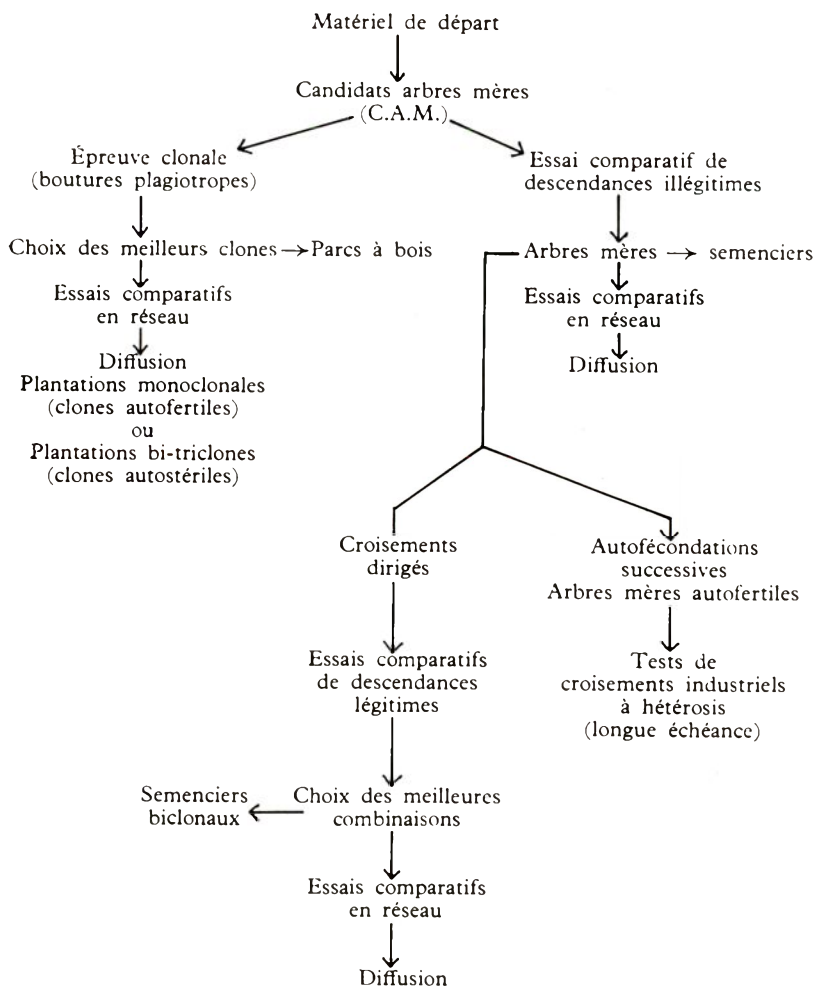 Matériel de départ
Candidats arbres mères
(C.A.M.)
Épreuve clonale
(boutures plagiotropes)
Essai comparatif de
descendances illégitimes
Choix des meilleurs clones → Parcs à bois
Arbres mères → semenciers
Essais comparatifs
en réseau
Essais comparatifs
en réseau
Diffusion
Plantations monoclonales
(clones autofertiles)
ou
Plantations bi-triclones
(clones autostériles)
Diffusion
Croisements
dirigés
Autofécondations
successives
Arbres mères autofertiles
Essais comparatifs
de descendances
légitimes
Tests de
croisements industriels
à hétérosis
(longue échéance)
Semenciers
biclonaux
Choix des meilleures
combinaisons
Essais comparatifs
en réseau
Diffusion